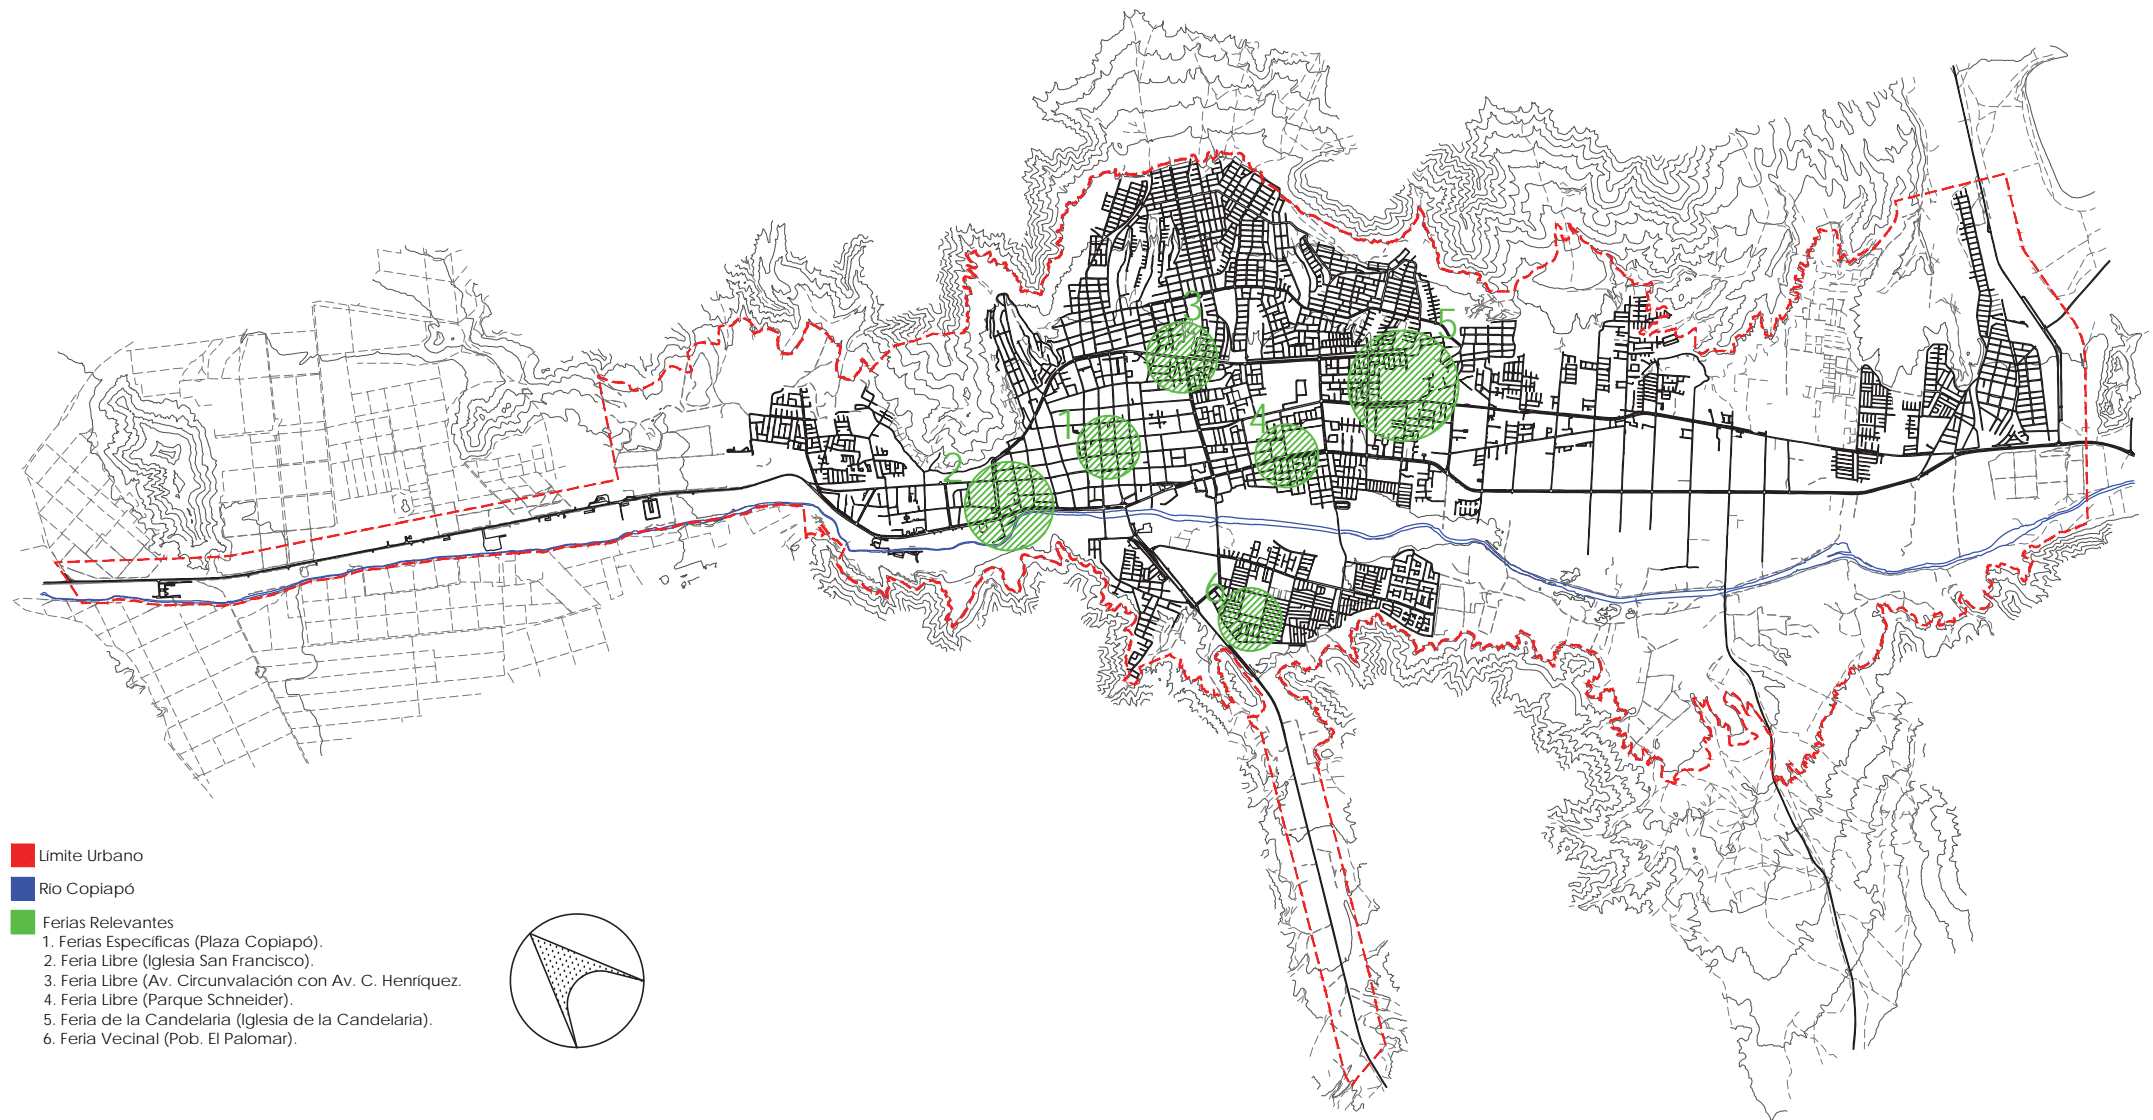 3
5
1
4
2
6
Límite Urbano
Río Copiapó
Ferias Relevantes
1. Ferias Específicas (Plaza Copiapó).
2. Feria Libre (Iglesia San Francisco).
3. Feria Libre (Av. Circunvalación con Av. C. Henríquez.
4. Feria Libre (Parque Schneider).
5. Feria de la Candelaria (Iglesia de la Candelaria).
6. Feria Vecinal (Pob. El Palomar).